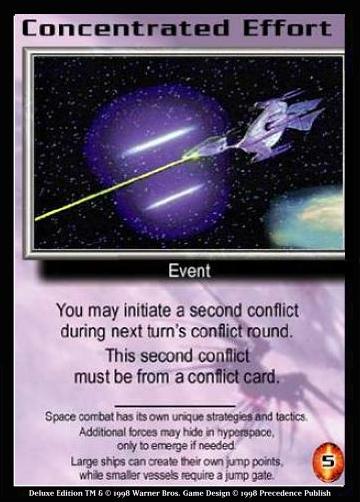 Concentrated Effort
Event
You may initiate a second conflict
during next turn's conflict round.
This second conflict
must be from a conflict card.
Space combat has its own unique strategies and tactics.
Additional forces may hide in hyperspace,
only to emerge if needed.
Large ships can create their own jump points,
while smaller vessels require a jump gate.
5
Deluxe Edition TM & © 1998 Warner Bros. Game Design © 1998 Precedence Publish